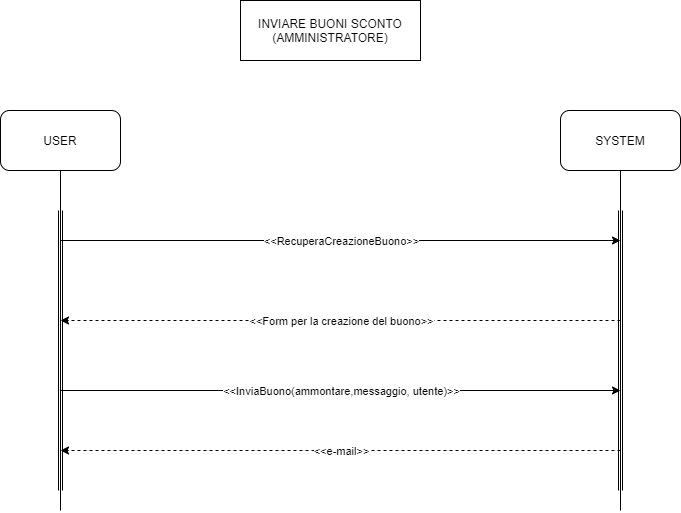 INVIARE BUONI SCONTO
(AMMINISTRATORE)
USER
SYSTEM
<<RecuperaCreazioneBuono>>
<<Form per la creazione del buono>>
<<InviaBuono(ammontare,messaggio, utente)>>
<<e-mail>>